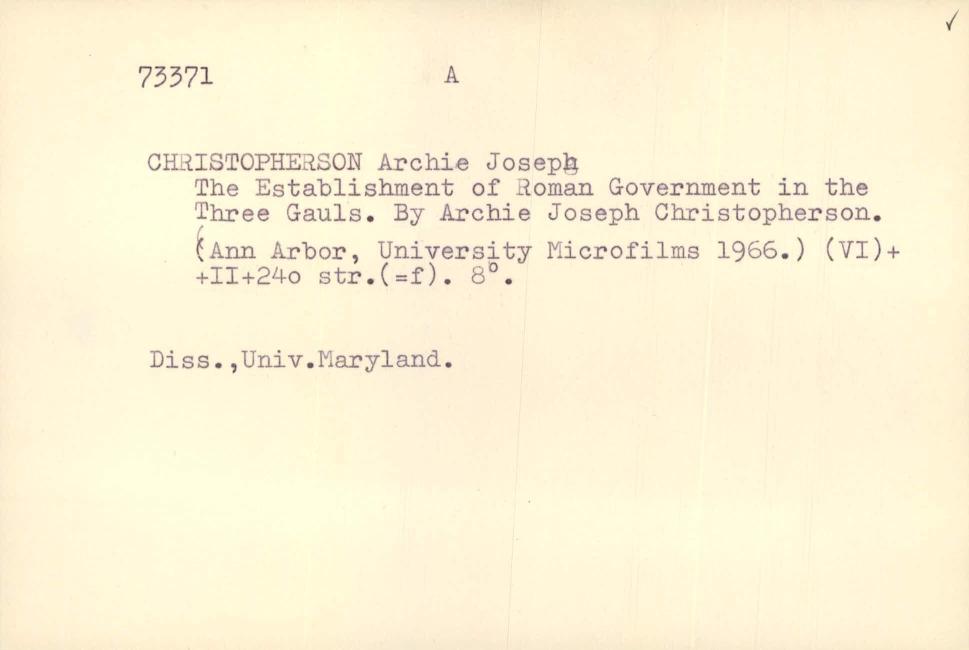 73371 A
CHRISTOPHERSON Archie Joseph
The Establishment of Roman Government in the
Three Gauls. By Archie Joseph Christopherson.
(Ann Arbor, University Microfilms 1966.) (VI)+
+II+24o str.(=f). 8°.
Diss.,Univ.Maryland.